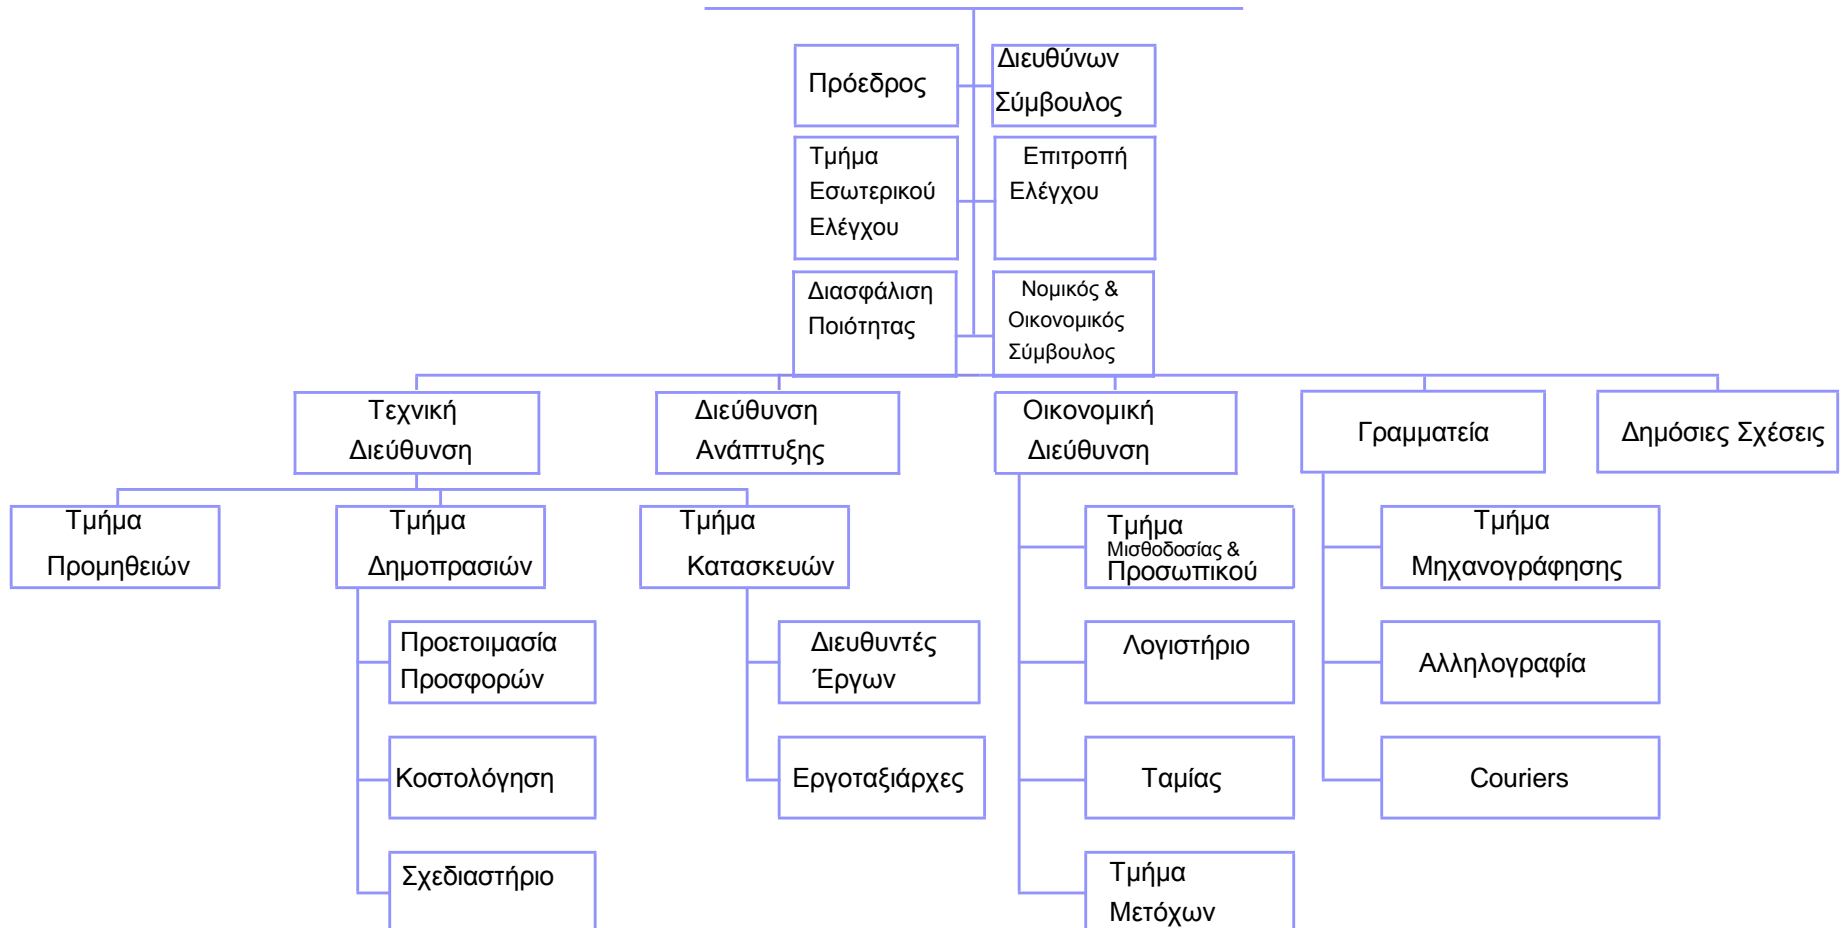 Πρόεδρος
Διευθύνων
Σύμβουλος
Τμήμα
Εσωτερικού
Ελέγχου
Επιτροπή
Ελέγχου
Διασφάλιση
Ποιότητας
Νομικός &
Οικονομικός
Σύμβουλος
Τεχνική
Διεύθυνση
Διεύθυνση
Ανάπτυξης
Οικονομική
Διεύθυνση
Γραμματεία
Δημόσιες Σχέσεις
Τμήμα
Προμηθειών
Τμήμα
Δημοπρασιών
Τμήμα
Κατασκευών
Τμήμα
Μισθοδοσίας &
Προσωπικού
Τμήμα
Μηχανογράφησης
Προετοιμασία
Προσφορών
Διευθυντές
Έργων
Λογιστήριο
Αλληλογραφία
Κοστολόγηση
Εργοταξιάρχες
Ταμίας
Couriers
Σχεδιαστήριο
Τμήμα
Μετόχων